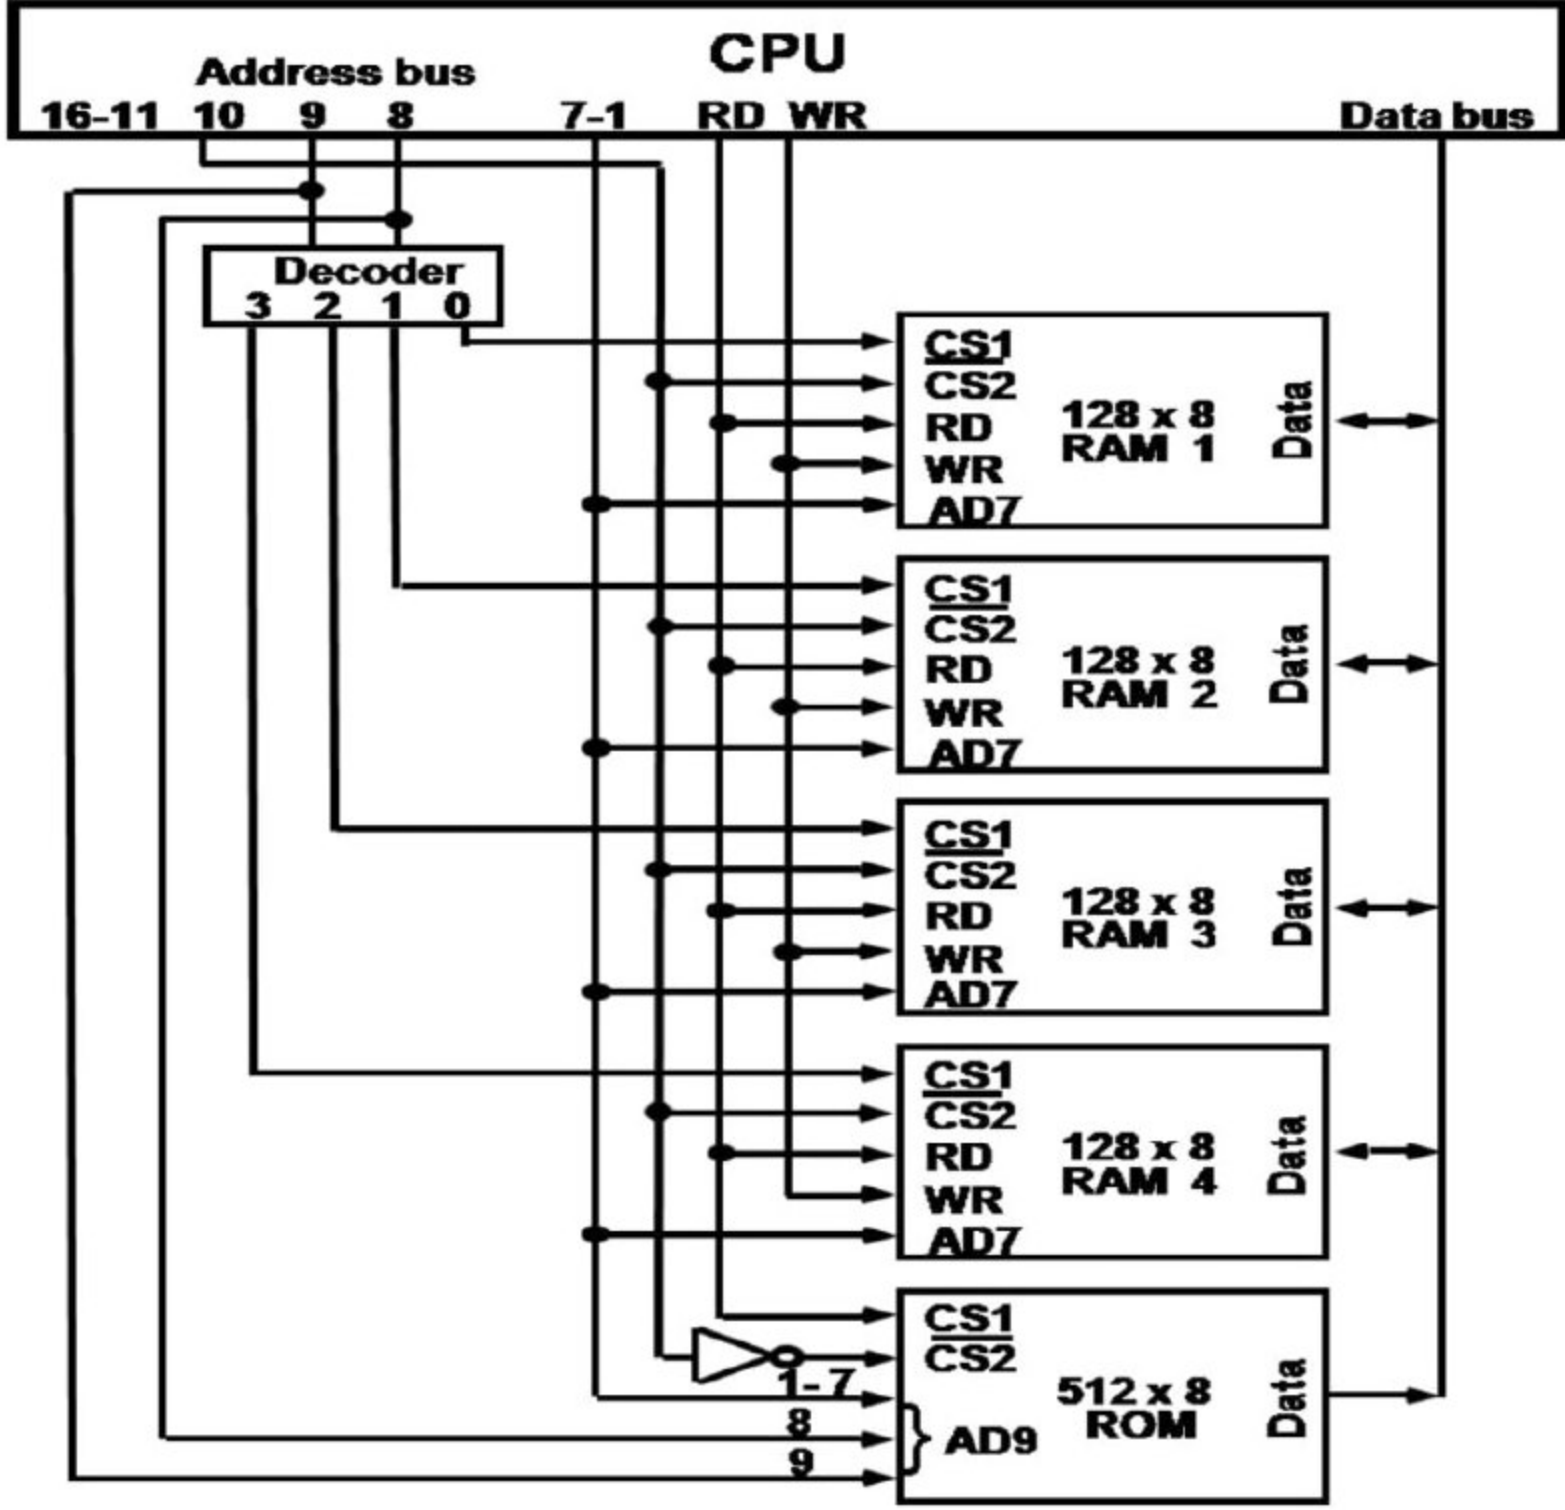 CPU
Address bus
16-11 10 9 8 7-1 RD WR Data bus
Decoder
3 2 1 0
CS1
CS2
RD
WR
AD7
128 x 8
RAM 1
Data
CS1
CS2
RD
WR
AD7
128 x 8
RAM 2
Data
CS1
CS2
RD
WR
AD7
128 x 8
RAM 3
Data
CS1
CS2
RD
WR
AD7
128 x 8
RAM 4
Data
CS1
CS2
1- 7
8
9
AD9
512 x 8
ROM
Data